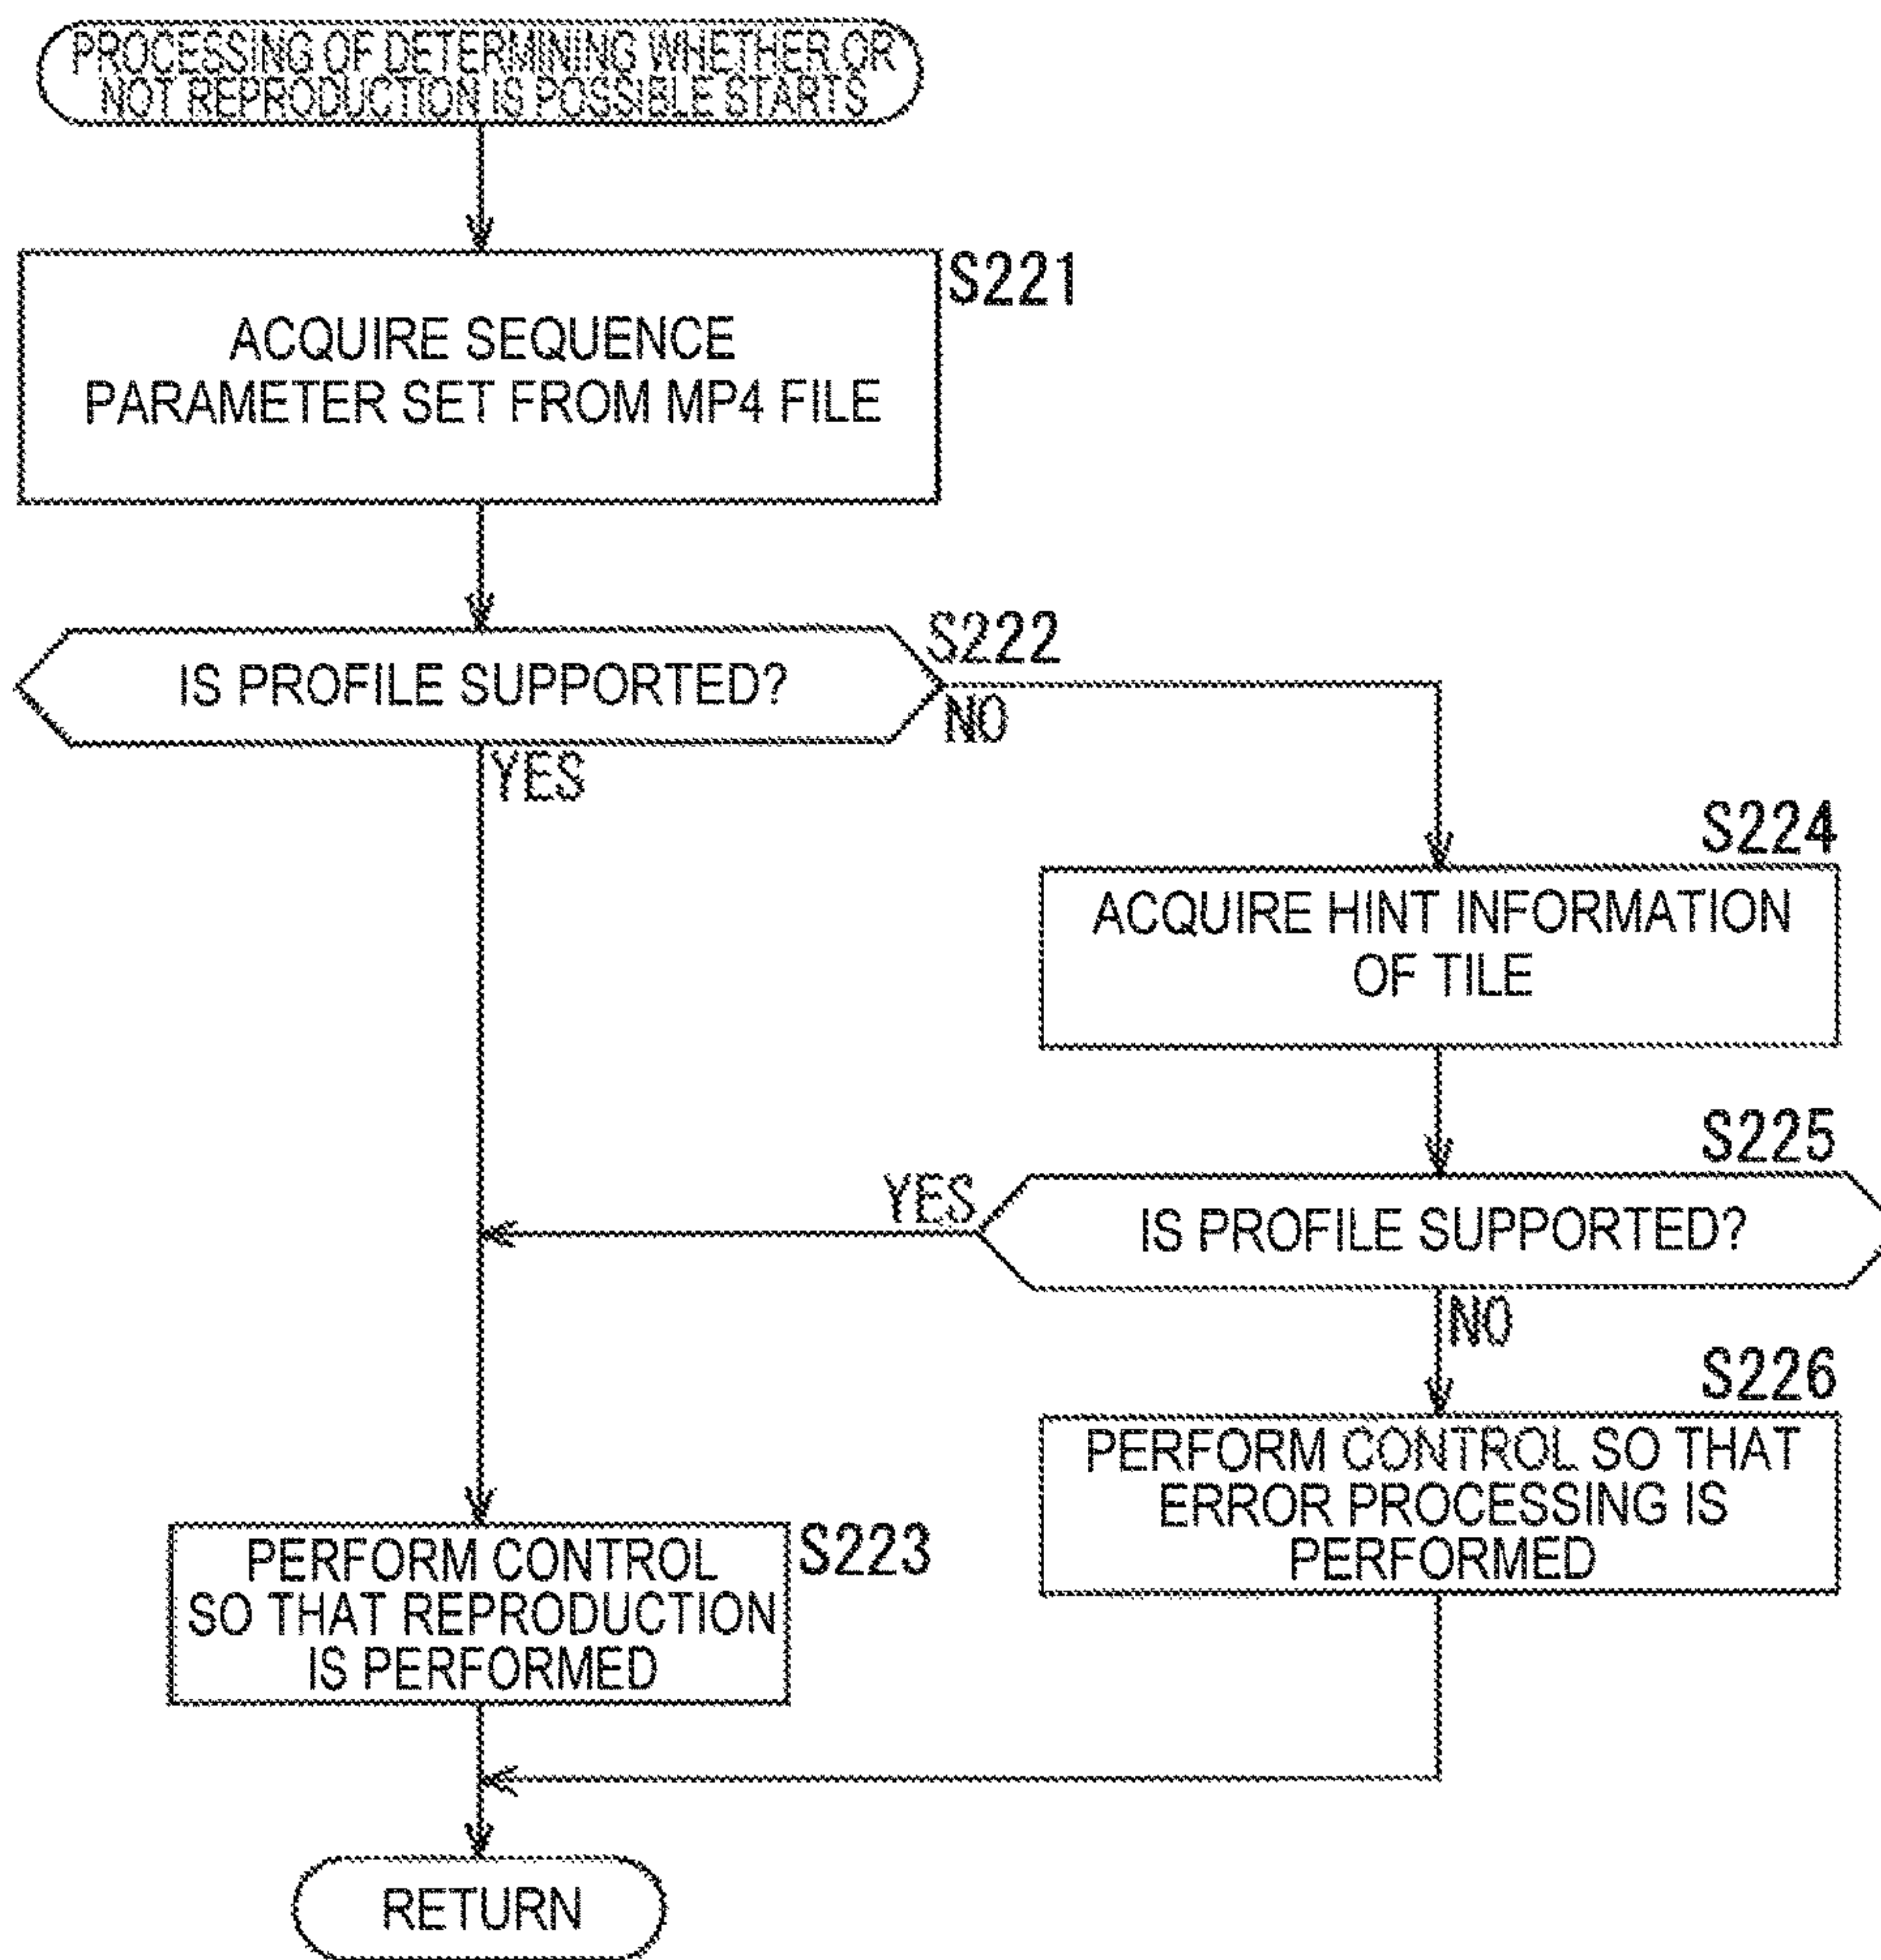 PROCESSING OF DETERMINING WHETHER OR
NOT REPRODUCTION IS POSSIBLE STARTS
S221
ACQUIRE SEQUENCE
PARAMETER SET FROM MP4 FILE
S222
IS PROFILE SUPPORTED?
NO
YES
S224
ACQUIRE HINT INFORMATION
OF TILE
S225
YES
IS PROFILE SUPPORTED?
NO
S226
PERFORM CONTROL SO THAT
ERROR PROCESSING IS
PERFORMED
S223
PERFORM CONTROL
SO THAT REPRODUCTION
IS PERFORMED
RETURN